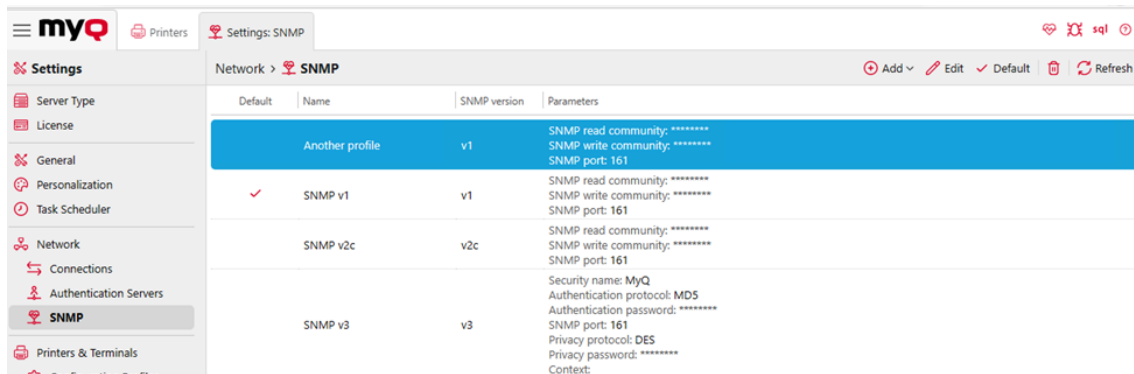 myQ
Printers
Settings: SNMP
sql
Settings
Network > SNMP
Add
Edit
Default
Refresh
Server Type
License
General
Personalization
Task Scheduler
Network
Connections
Authentication Servers
SNMP
Printers & Terminals
Default Name SNMP version Parameters
Another profile v1
SNMP read community: ********
SNMP write community: ********
SNMP port: 161
SNMP v1 v1
SNMP read community: ********
SNMP write community: ********
SNMP port: 161
SNMP v2c v2c
SNMP read community: ********
SNMP write community: ********
SNMP port: 161
SNMP v3 v3
Security name: MyQ
Authentication protocol: MD5
Authentication password: ********
SNMP port: 161
Privacy protocol: DES
Privacy password: ********
Context: